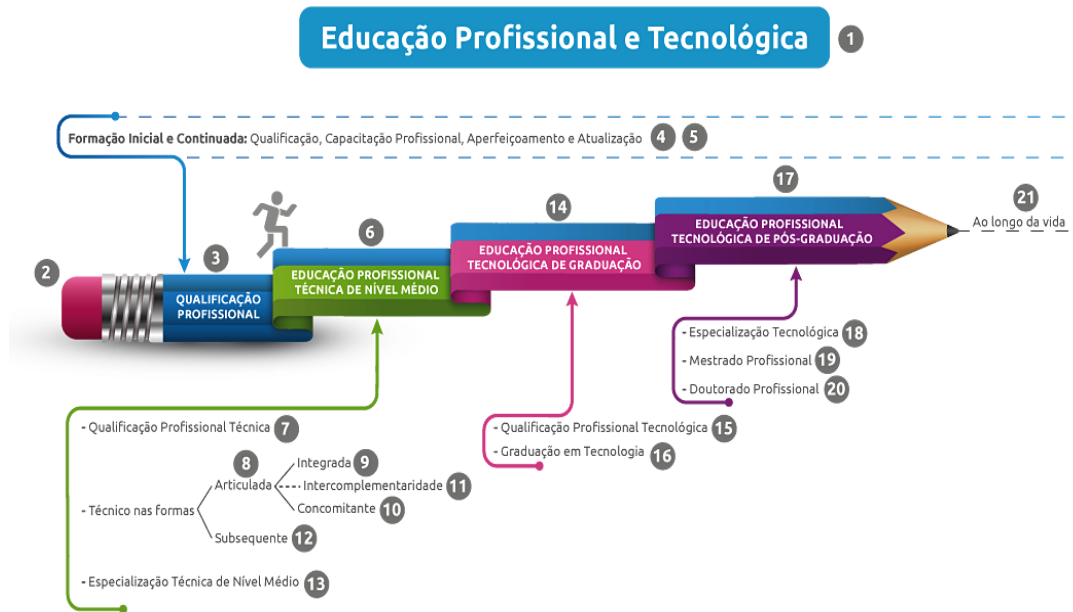 Educação Profissional e Tecnológica 1
Formação Inicial e Continuada: Qualificação, Capacitação Profissional, Aperfeiçoamento e Atualização 4 5
17
21
Ao longo da vida
14
EDUCAÇÃO PROFISSIONAL
TECNOLÓGICA DE PÓS-GRADUAÇÃO
6
EDUCAÇÃO PROFISSIONAL
TECNOLÓGICA DE GRADUAÇÃO
2
3
EDUCAÇÃO PROFISSIONAL
TÉCNICA DE NÍVEL MÉDIO
QUALIFICAÇÃO
PROFISSIONAL
- Especialização Tecnológica 18
- Mestrado Profissional 19
- Doutorado Profissional 20
- Qualificação Profissional Técnica 7
- Qualificação Profissional Tecnológica 15
- Graduação em Tecnologia 16
8
Articulada
Integrada 9
Intercomplementaridade 11
Concomitante 10
- Técnico nas formas
Subsequente 12
- Especialização Técnica de Nível Médio 13